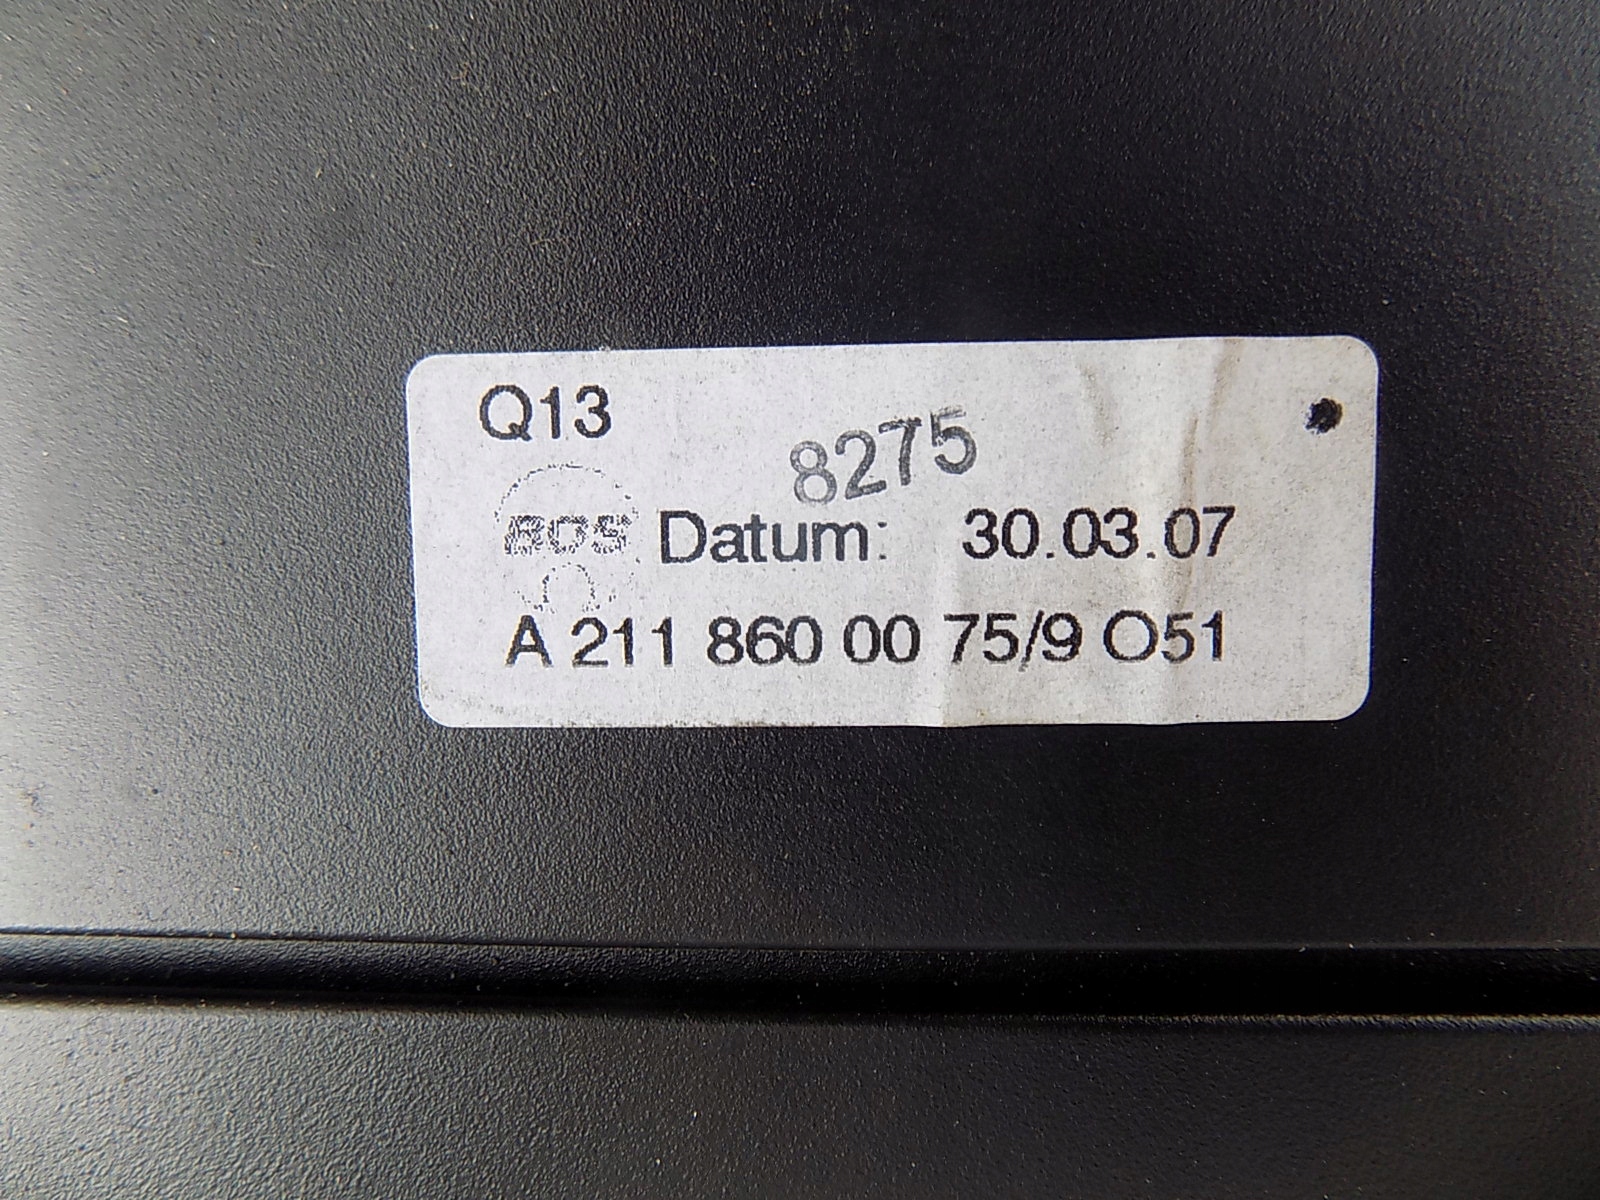 Q13
8275
BOS Datum: 30.03.07
A 211 860 00 75/9 O51